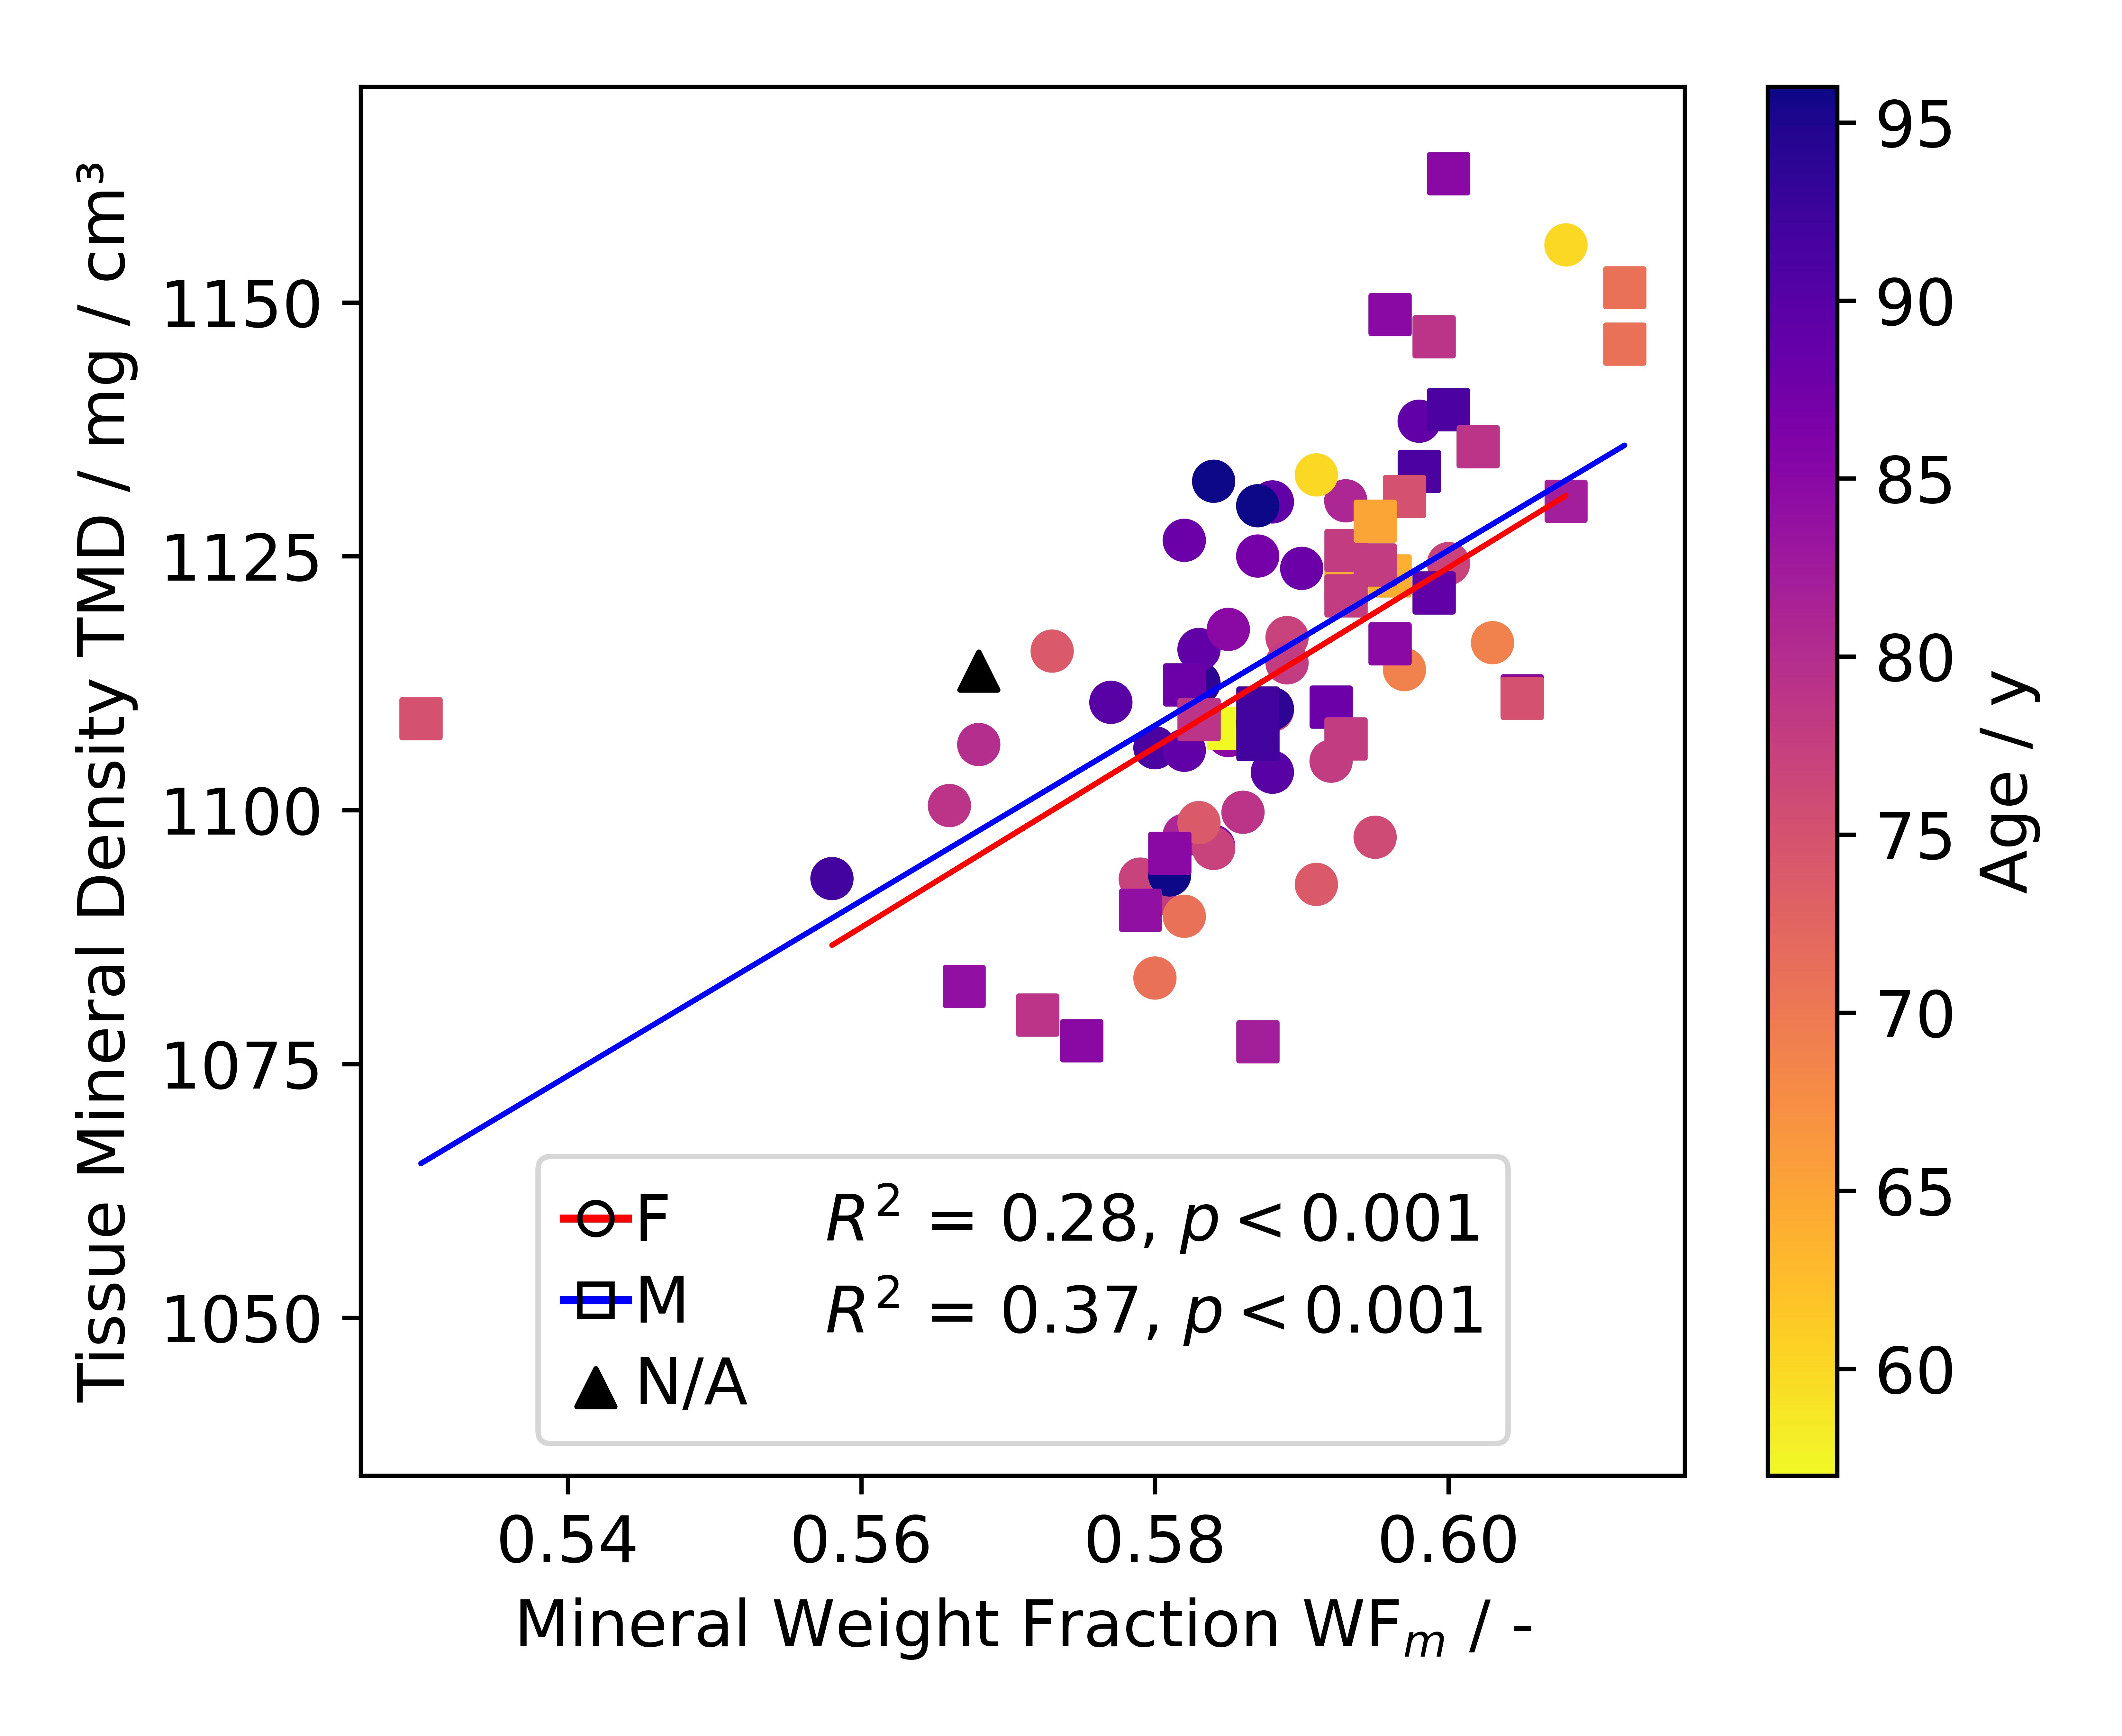 Tissue Mineral Density TMD / mg / cm³
1150
1125
1100
1075
1050
F R² = 0.28, p < 0.001
M R² = 0.37, p < 0.001
N/A
0.54 0.56 0.58 0.60
Mineral Weight Fraction WFₘ / -
95
90
85
80
75
70
65
60
Age / y